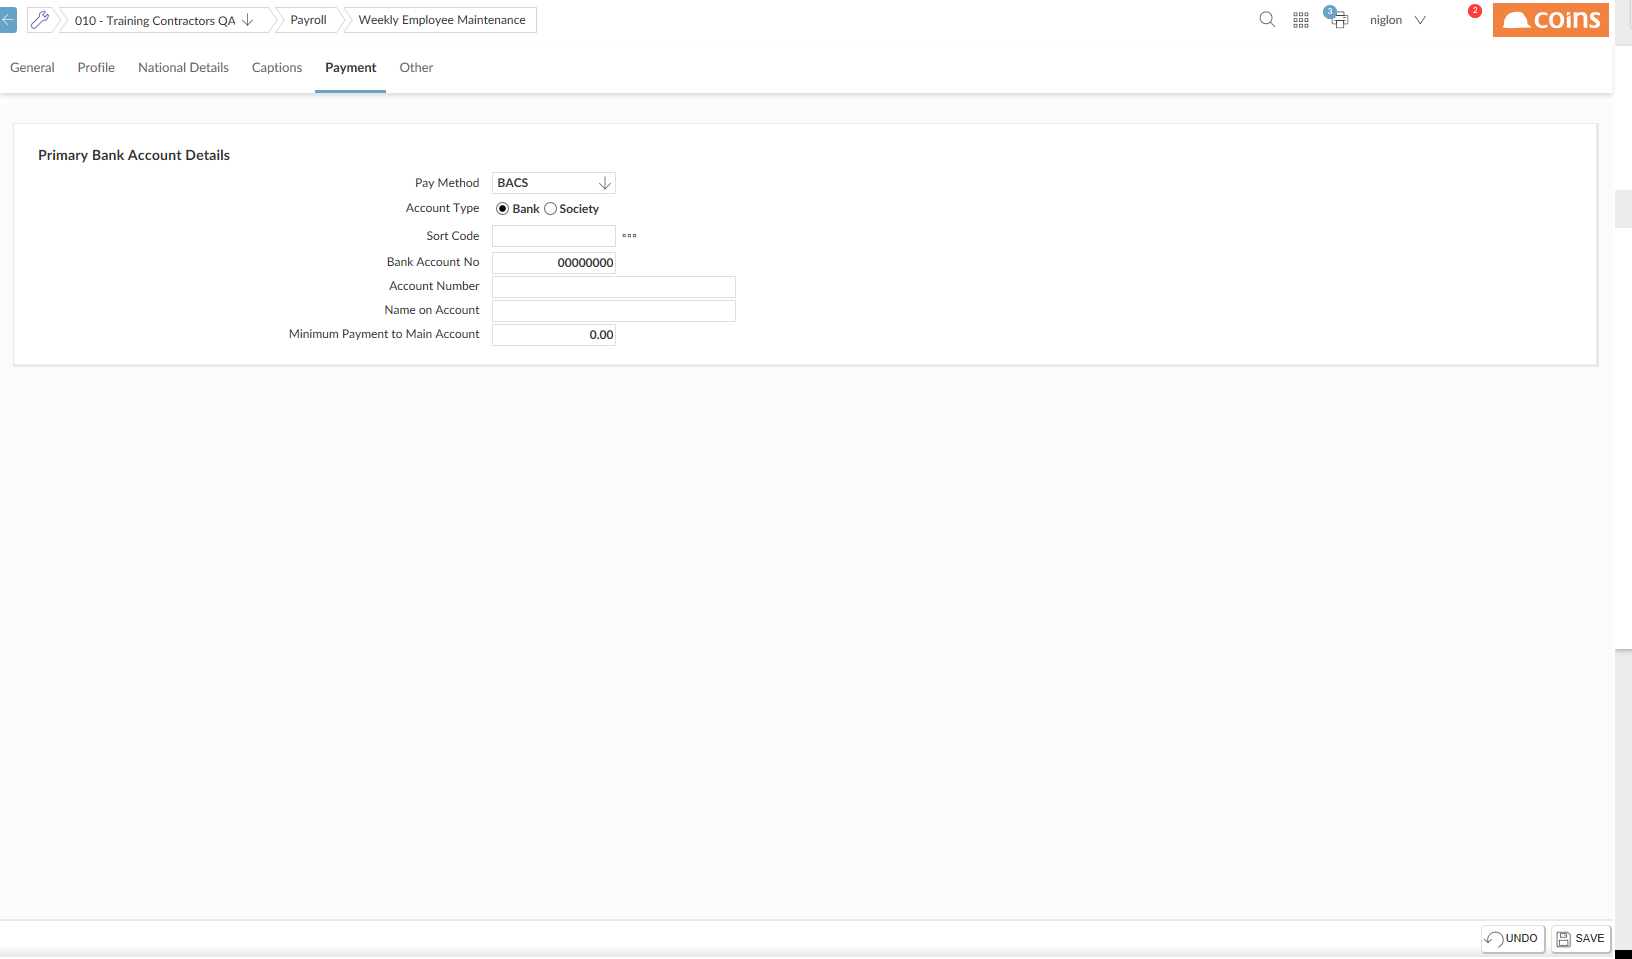 010 - Training Contractors QA
Payroll
Weekly Employee Maintenance
3
niglon
2
coins
General
Profile
National Details
Captions
Payment
Other
Primary Bank Account Details
Pay Method
BACS
Account Type
Bank
Society
Sort Code
Bank Account No
00000000
Account Number
Name on Account
Minimum Payment to Main Account
0.00
UNDO
SAVE